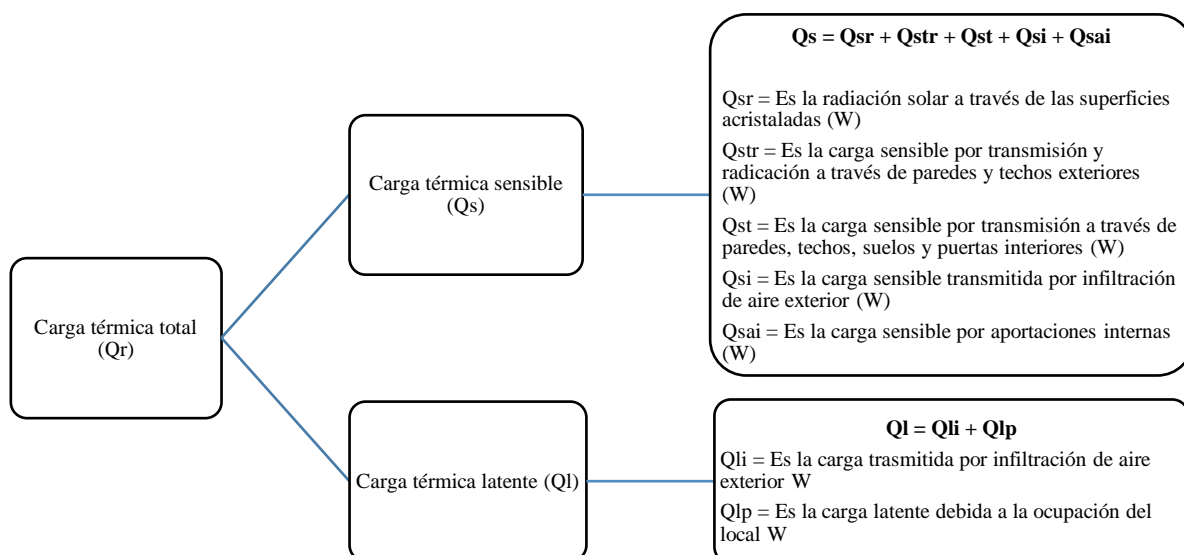 Carga térmica total
(Qr)
Carga térmica sensible
(Qs)
Qs = Qsr + Qstr + Qst + Qsi + Qsai
Qsr = Es la radiación solar a través de las superficies
acristaladas (W)
Qstr = Es la carga sensible por transmisión y
radicación a través de paredes y techos exteriores
(W)
Qst = Es la carga sensible por transmisión a través de
paredes, techos, suelos y puertas interiores (W)
Qsi = Es la carga sensible transmitida por infiltración
de aire exterior (W)
Qsai = Es la carga sensible por aportaciones internas
(W)
Carga térmica latente (Ql)
Ql = Qli + Qlp
Qli = Es la carga trasmitida por infiltración de aire
exterior W
Qlp = Es la carga latente debida a la ocupación del
local W